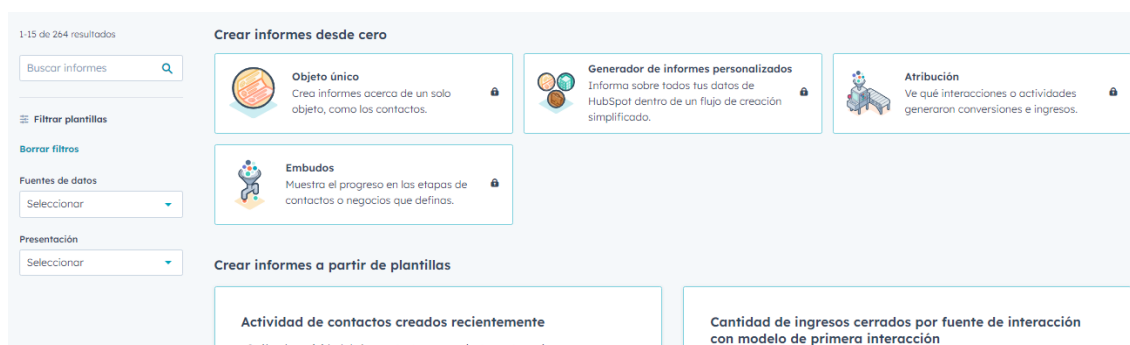 1-15 de 264 resultados
Buscar informes
Filtrar plantillas
Borrar filtros
Fuentes de datos
Seleccionar
Presentación
Seleccionar
Crear informes desde cero
Objeto único
Crea informes acerca de un solo
objeto, como los contactos.
Generador de informes personalizados
Informa sobre todos tus datos de
HubSpot dentro de un flujo de creación
simplificado.
Atribución
Ve qué interacciones o actividades
generaron conversiones e ingresos.
Embudos
Muestra el progreso en las etapas de
contactos o negocios que definas.
Crear informes a partir de plantillas
Actividad de contactos creados recientemente
Cantidad de ingresos cerrados por fuente de interacción
con modelo de primera interacción